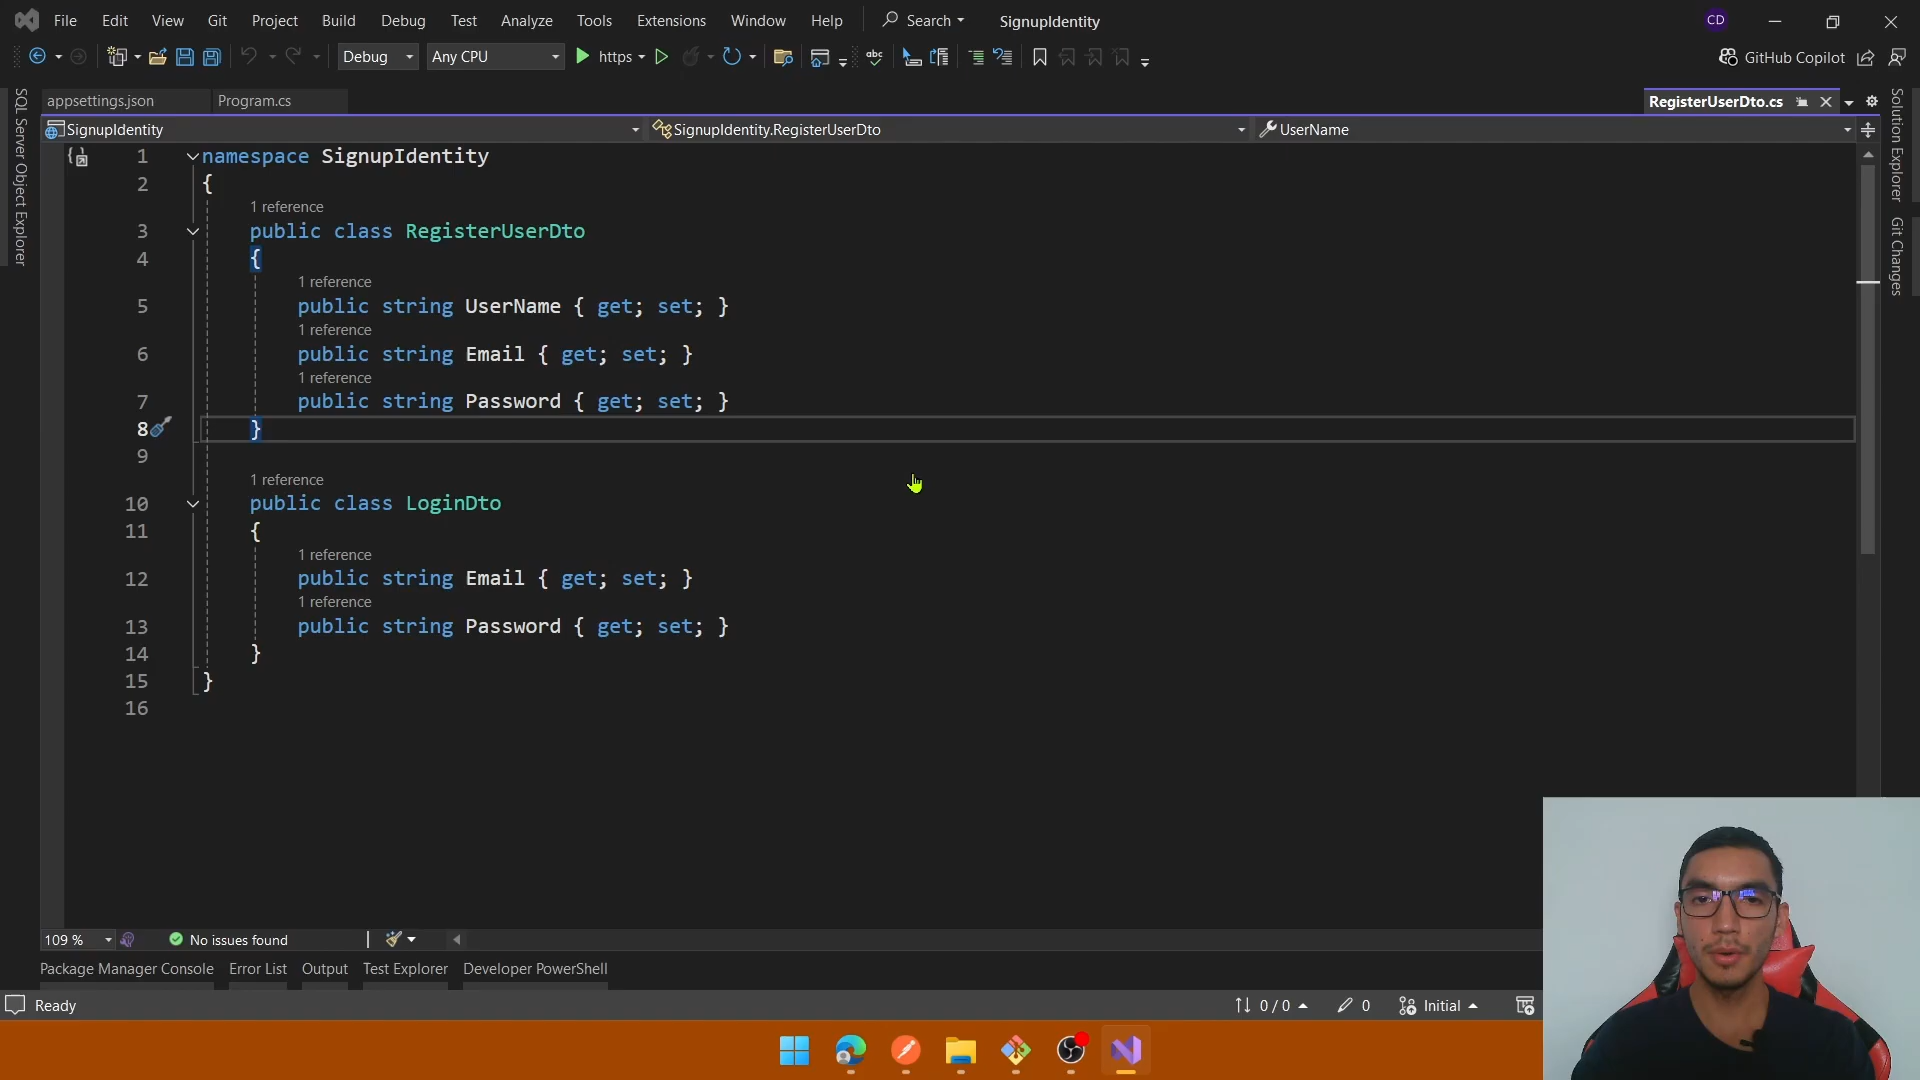 File Edit View Git Project Build Debug Test Analyze Tools Extensions Window Help Search SignupIdentity CD
Debug Any CPU https GitHub Copilot
appsettings.json Program.cs RegisterUserDto.cs
SignupIdentity SignupIdentity.RegisterUserDto UserName
SQL Server Object Explorer
Solution Explorer
Git Changes
1 namespace SignupIdentity
2 {
1 reference
3 public class RegisterUserDto
4 {
1 reference
5 public string UserName { get; set; }
1 reference
6 public string Email { get; set; }
1 reference
7 public string Password { get; set; }
8 }
9
1 reference
10 public class LoginDto
11 {
1 reference
12 public string Email { get; set; }
1 reference
13 public string Password { get; set; }
14 }
15 }
16
109 % No issues found
Package Manager Console Error List Output Test Explorer Developer PowerShell
Ready 0 / 0 0 Initial